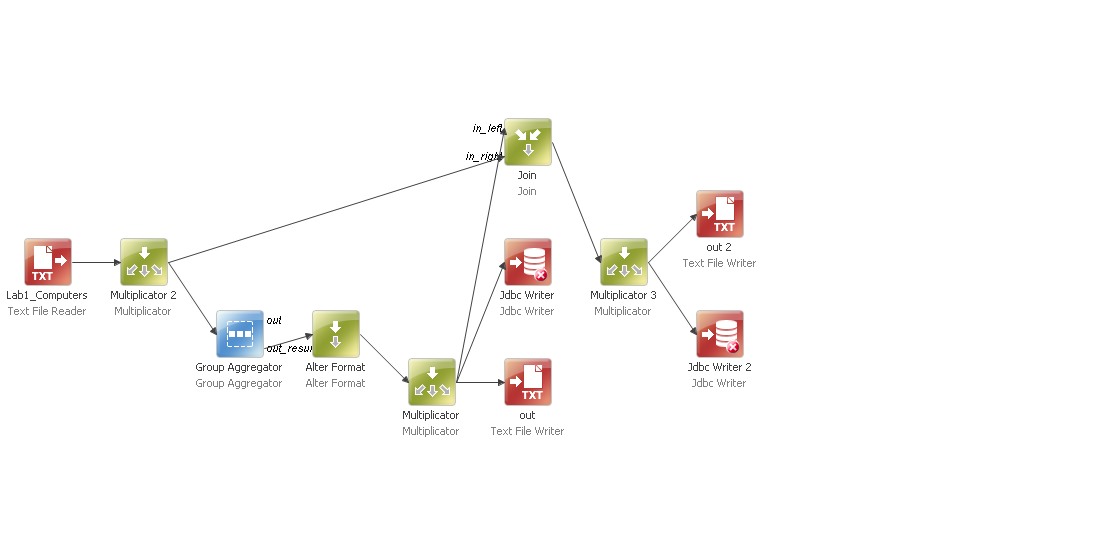 in_left
in_right
Join
Join
TXT
out 2
Text File Writer
TXT
Lab1_Computers
Text File Reader
Multiplicator 2
Multiplicator
Jdbc Writer
Jdbc Writer
Multiplicator 3
Multiplicator
out
out_resul
Group Aggregator
Group Aggregator
Alter Format
Alter Format
Jdbc Writer 2
Jdbc Writer
TXT
Multiplicator
Multiplicator
out
Text File Writer